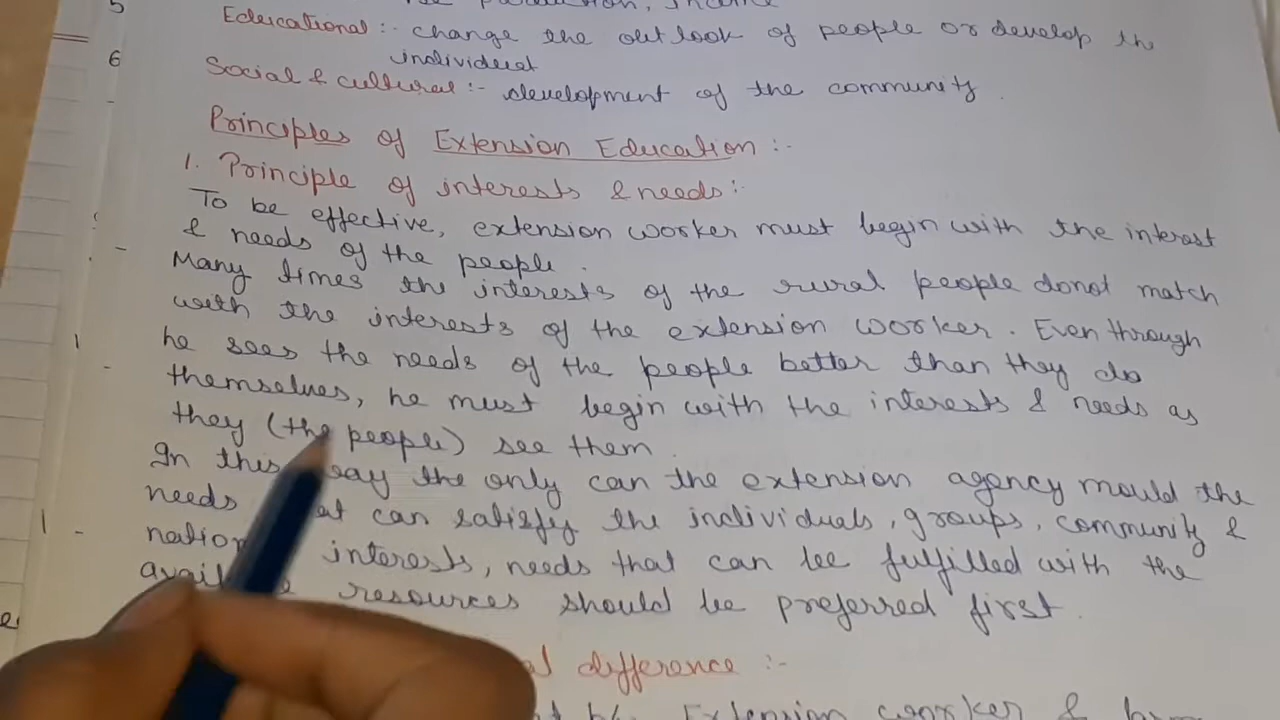 5
Educational :- change the outlook of people or develop the
individual
6
Social & cultural :- development of the community
Principles of Extension Education :-
1. Principle of interests & needs :-
To be effective, extension worker must begin with the interest
& needs of the people.
Many times the interests of the rural people donot match
with the interests of the extension worker. Even through
he sees the needs of the people better than they do
themselves, he must begin with the interests & needs as
they (the people) see them.
In this way the only can the extension agency mould the
needs can satisfy the individuals, groups, community &
interests, needs that can be fulfilled with the
resources should be preferred first.
difference :-
Extension worker &